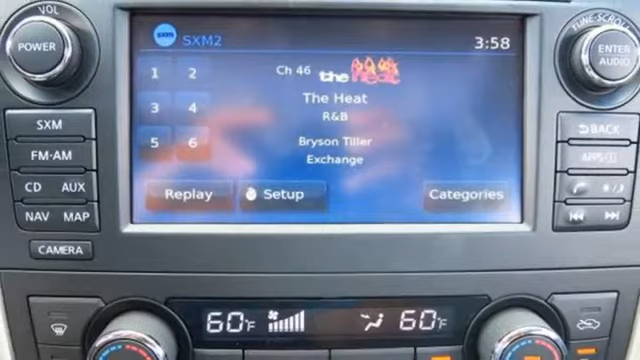 VOL
POWER
SXM
FM·AM
CD AUX
NAV MAP
CAMERA
sxm SXM2
3:58
1 2
3 4
5 6
Ch 46 the heat
The Heat
R&B
Bryson Tiller
Exchange
Replay Setup Categories
TUNE·SCROLL
ENTER
AUDIO
BACK
APPS
60°F 60°F